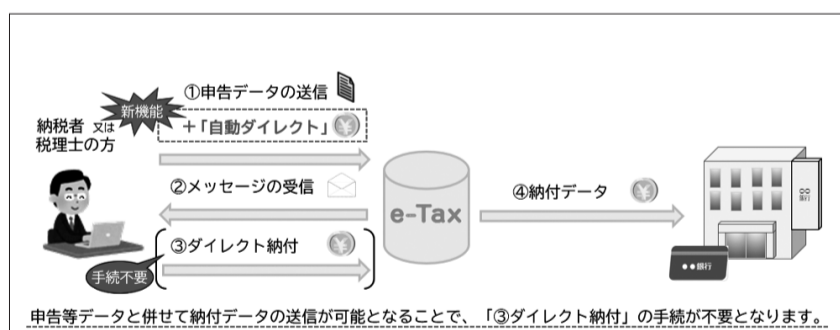 新機能
①申告データの送信
+「自動ダイレクト」 ¥
納税者 又は
税理士の方
②メッセージの受信
e-Tax
④納付データ ¥
③ダイレクト納付 ¥
手続不要
銀行
●●銀行
申告等データと併せて納付データの送信が可能となることで、「③ダイレクト納付」の手続が不要となります。